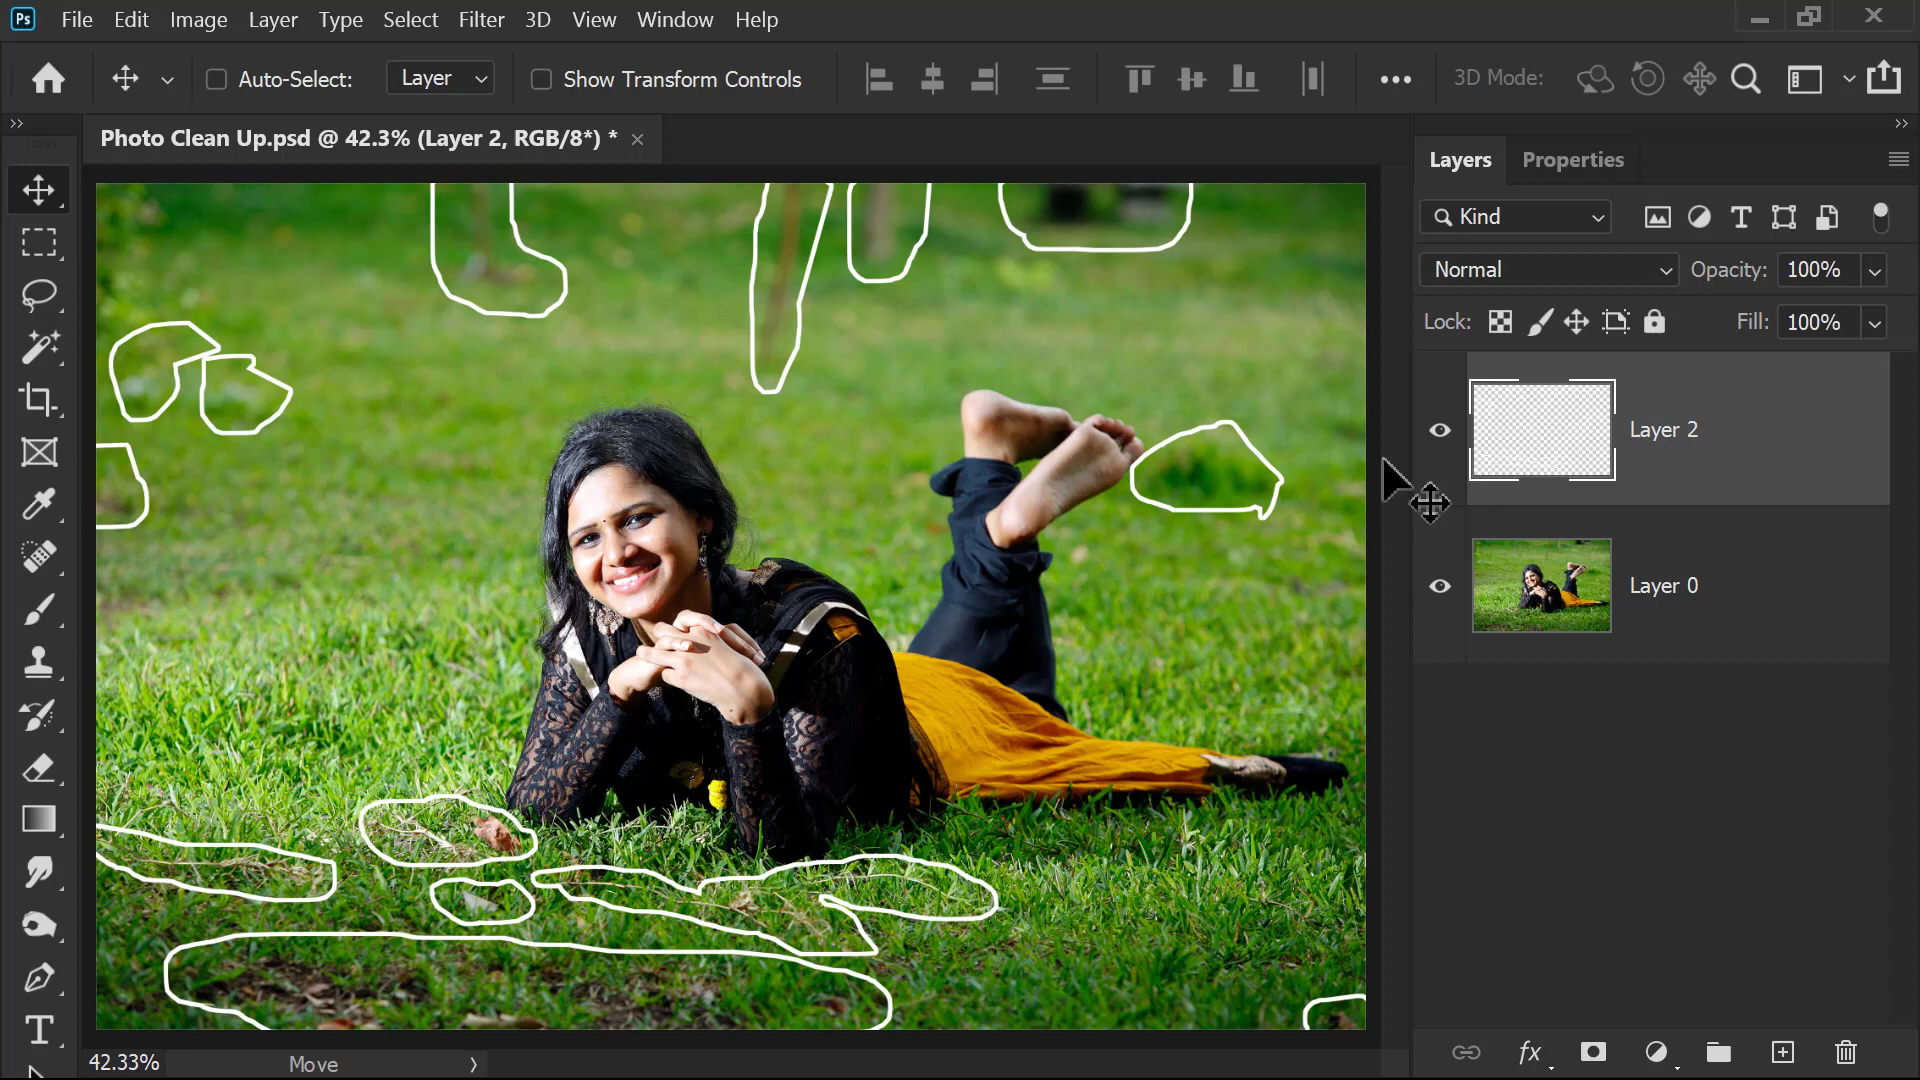 Ps File Edit Image Layer Type Select Filter 3D View Window Help
Auto-Select: Layer Show Transform Controls 3D Mode:
Photo Clean Up.psd @ 42.3% (Layer 2, RGB/8*) *
Layers Properties
Kind
Normal Opacity: 100%
Lock: Fill: 100%
Layer 2
Layer 0
42.33% Move
fx